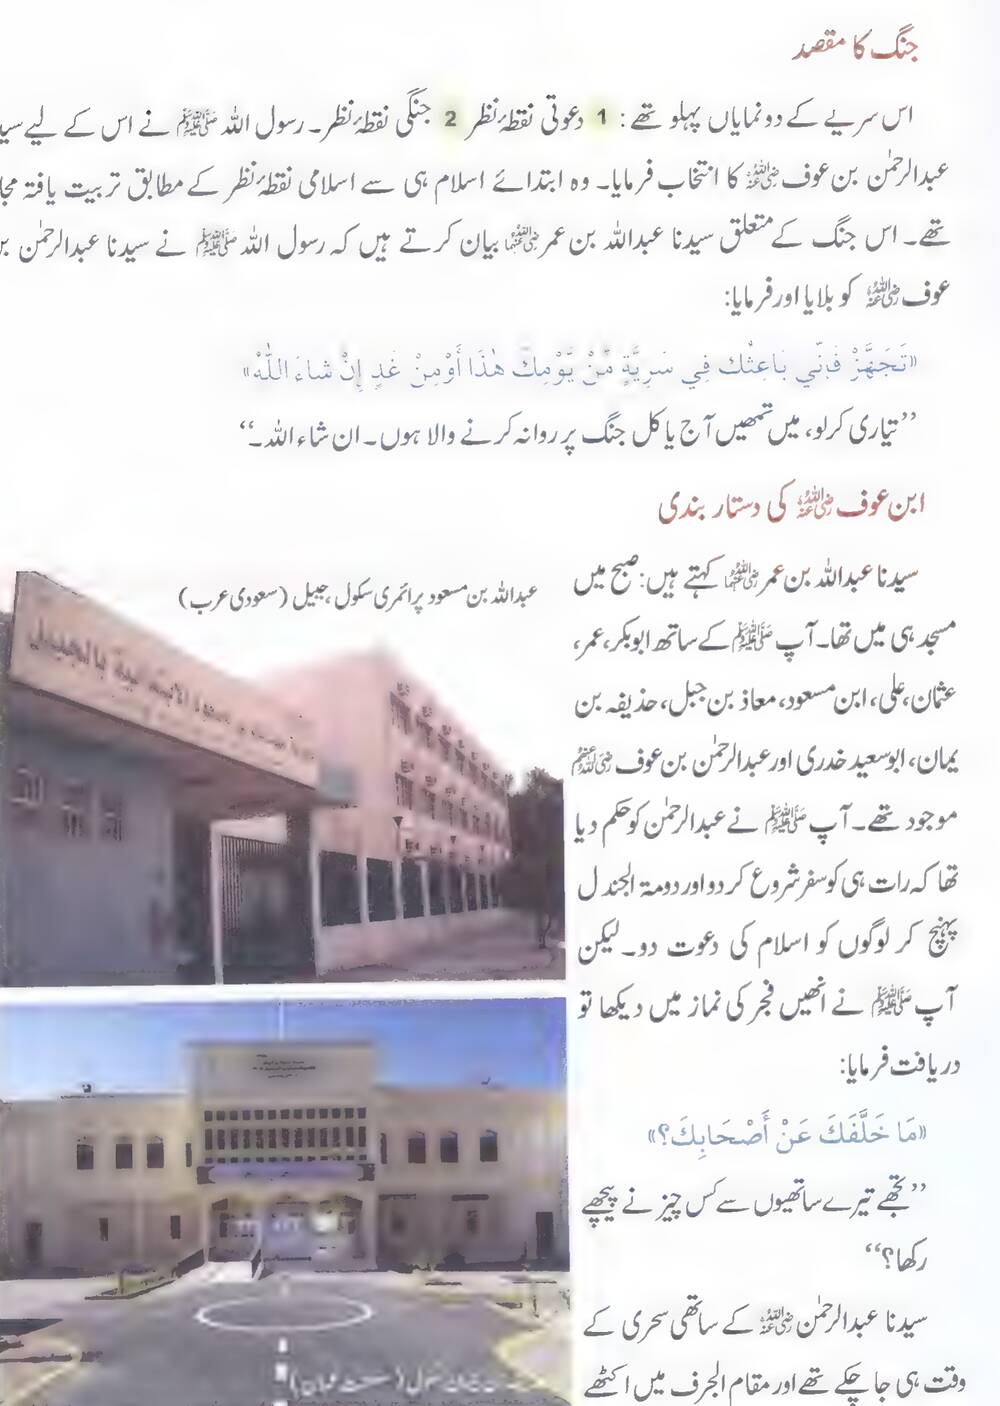 جنگ کا مقصد
اس سریے کے دو نمایاں پہلو تھے: 1 دعوتی نقطۂ نظر 2 جنگی نقطۂ نظر۔ رسول اللہ ﷺ نے اس کے لیے
عبدالرحمٰن بن عوف رضی اللہ عنہ کا انتخاب فرمایا۔ وہ ابتدائے اسلام ہی سے اسلامی نقطۂ نظر کے مطابق تربیت یافتہ
تھے۔ اس جنگ کے متعلق سیدنا عبداللہ بن عمر رضی اللہ عنہما بیان کرتے ہیں کہ رسول اللہ ﷺ نے سیدنا عبدالرحمٰن
عوف رضی اللہ عنہ کو بلایا اور فرمایا:
«تَجَهَّزْ فَإِنِّي بَاعِثُكَ فِي سَرِيَّةٍ مِّنْ يَّوْمِكَ هٰذَا أَوْمِنْ غَدٍ إِنْ شَاءَ اللّٰهُ»
’’تیاری کرلو، میں تمھیں آج یا کل جنگ پر روانہ کرنے والا ہوں۔ ان شاء اللہ۔‘‘
ابن عوف رضی اللہ عنہ کی دستار بندی
سیدنا عبداللہ بن عمر رضی اللہ عنہما کہتے ہیں: صبح میں
مسجد ہی میں تھا۔ آپ ﷺ کے ساتھ ابوبکر، عمر،
عثمان، علی، ابن مسعود، معاذ بن جبل، حذیفہ بن
یمان، ابوسعید خدری اور عبدالرحمٰن بن عوف رضی اللہ عنہم
موجود تھے۔ آپ ﷺ نے عبدالرحمٰن کو حکم دیا
تھا کہ رات ہی کو سفر شروع کر دو اور دومۃ الجندل
پہنچ کر لوگوں کو اسلام کی دعوت دو۔ لیکن
آپ ﷺ نے انھیں فجر کی نماز میں دیکھا تو
دریافت فرمایا:
«مَا خَلَّفَكَ عَنْ أَصْحَابِكَ؟»
’’تجھے تیرے ساتھیوں سے کس چیز نے پیچھے
رکھا؟‘‘
سیدنا عبدالرحمٰن رضی اللہ عنہ کے ساتھی سحری کے
وقت ہی جا چکے تھے اور مقام الجرف میں اکٹھے
عبداللہ بن مسعود پرائمری سکول، جبیل (سعودی عرب)
بالجبيل
سکول (سلطنت عمان)